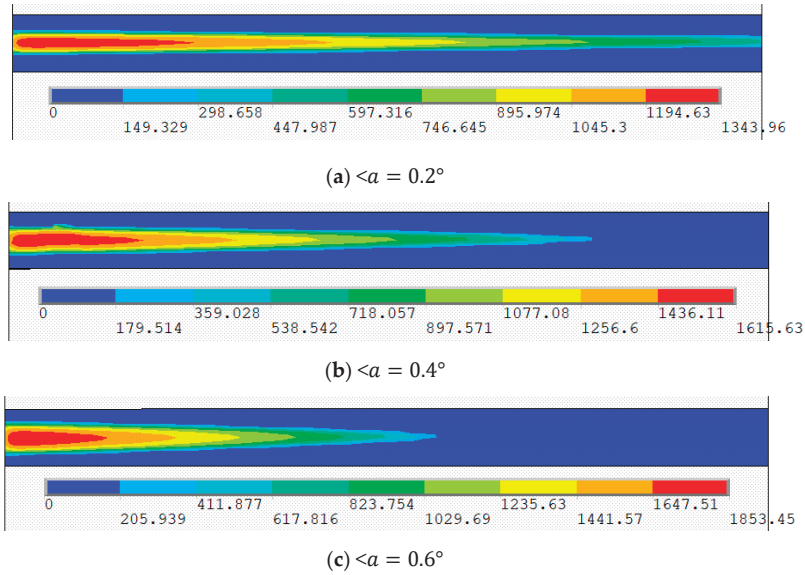 0 298.658 597.316 895.974 1194.63
149.329 447.987 746.645 1045.3 1343.96
(a) <a = 0.2°
0 359.028 718.057 1077.08 1436.11
179.514 538.542 897.571 1256.6 1615.63
(b) <a = 0.4°
0 411.877 823.754 1235.63 1647.51
205.939 617.816 1029.69 1441.57 1853.45
(c) <a = 0.6°